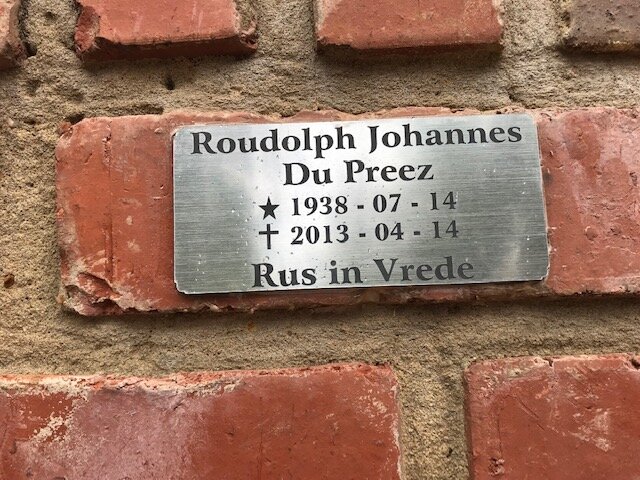 Roudolph Johannes
Du Preez
★ 1938 - 07 - 14
✝ 2013 - 04 - 14
Rus in Vrede